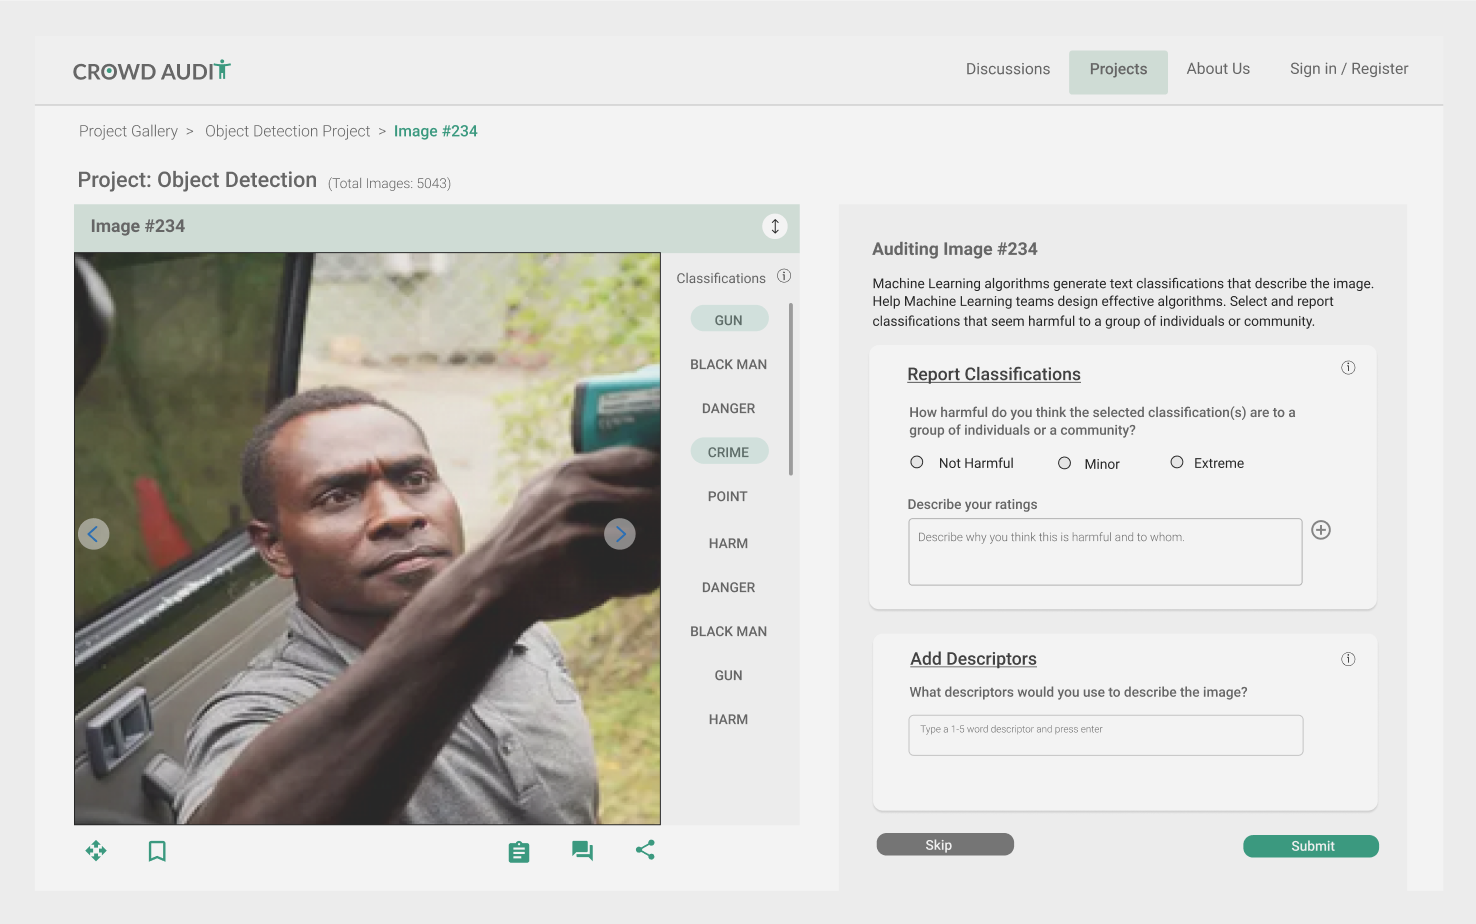 CROWD AUDIT
Discussions
Projects
About Us
Sign in / Register
Project Gallery > Object Detection Project > Image #234
Project: Object Detection (Total Images: 5043)
Image #234
Classifications
GUN
BLACK MAN
DANGER
CRIME
POINT
HARM
DANGER
BLACK MAN
GUN
HARM
Auditing Image #234
Machine Learning algorithms generate text classifications that describe the image.
Help Machine Learning teams design effective algorithms. Select and report
classifications that seem harmful to a group of individuals or community.
Report Classifications
How harmful do you think the selected classification(s) are to a
group of individuals or a community?
Not Harmful
Minor
Extreme
Describe your ratings
Describe why you think this is harmful and to whom.
Add Descriptors
What descriptors would you use to describe the image?
Type a 1-5 word descriptor and press enter
Skip
Submit